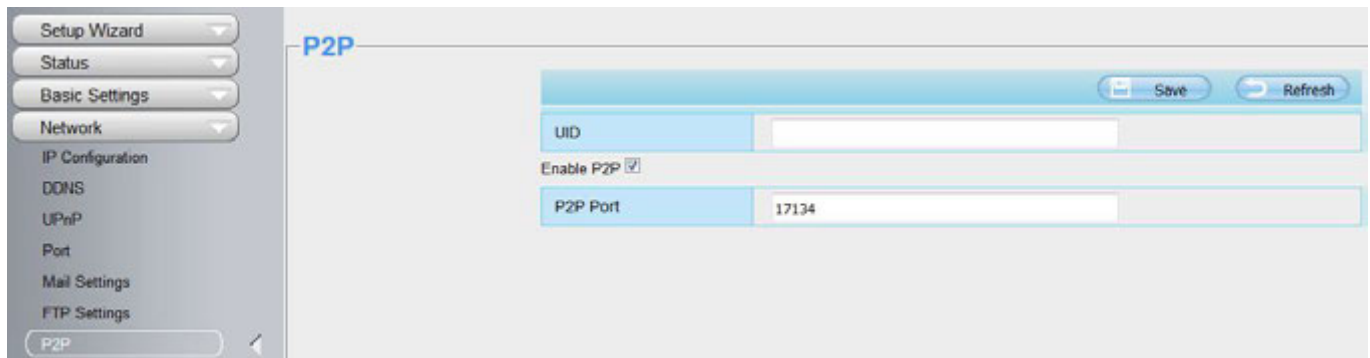 Setup Wizard
Status
Basic Settings
Network
IP Configuration
DDNS
UPnP
Port
Mail Settings
FTP Settings
P2P
P2P
Save Refresh
UID
Enable P2P
P2P Port 17134